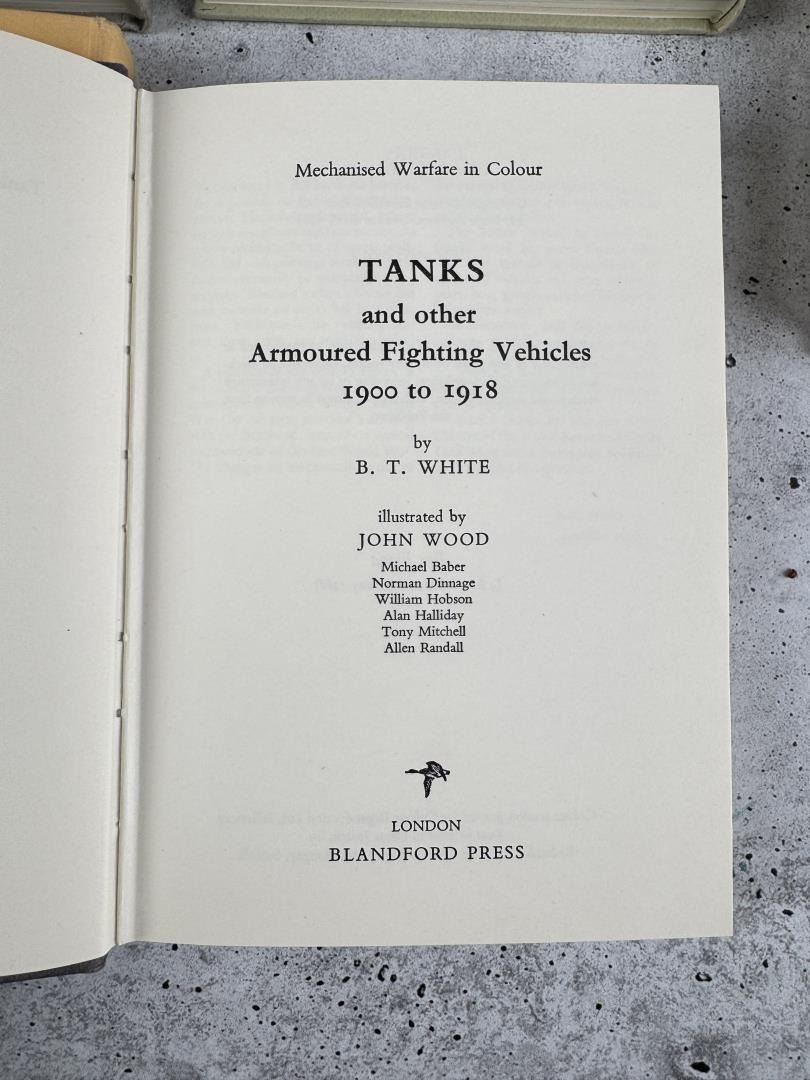 Mechanised Warfare in Colour
TANKS
and other
Armoured Fighting Vehicles
1900 to 1918
by
B. T. WHITE
illustrated by
JOHN WOOD
Michael Baber
Norman Dinnage
William Hobson
Alan Halliday
Tony Mitchell
Allen Randall
LONDON
BLANDFORD PRESS